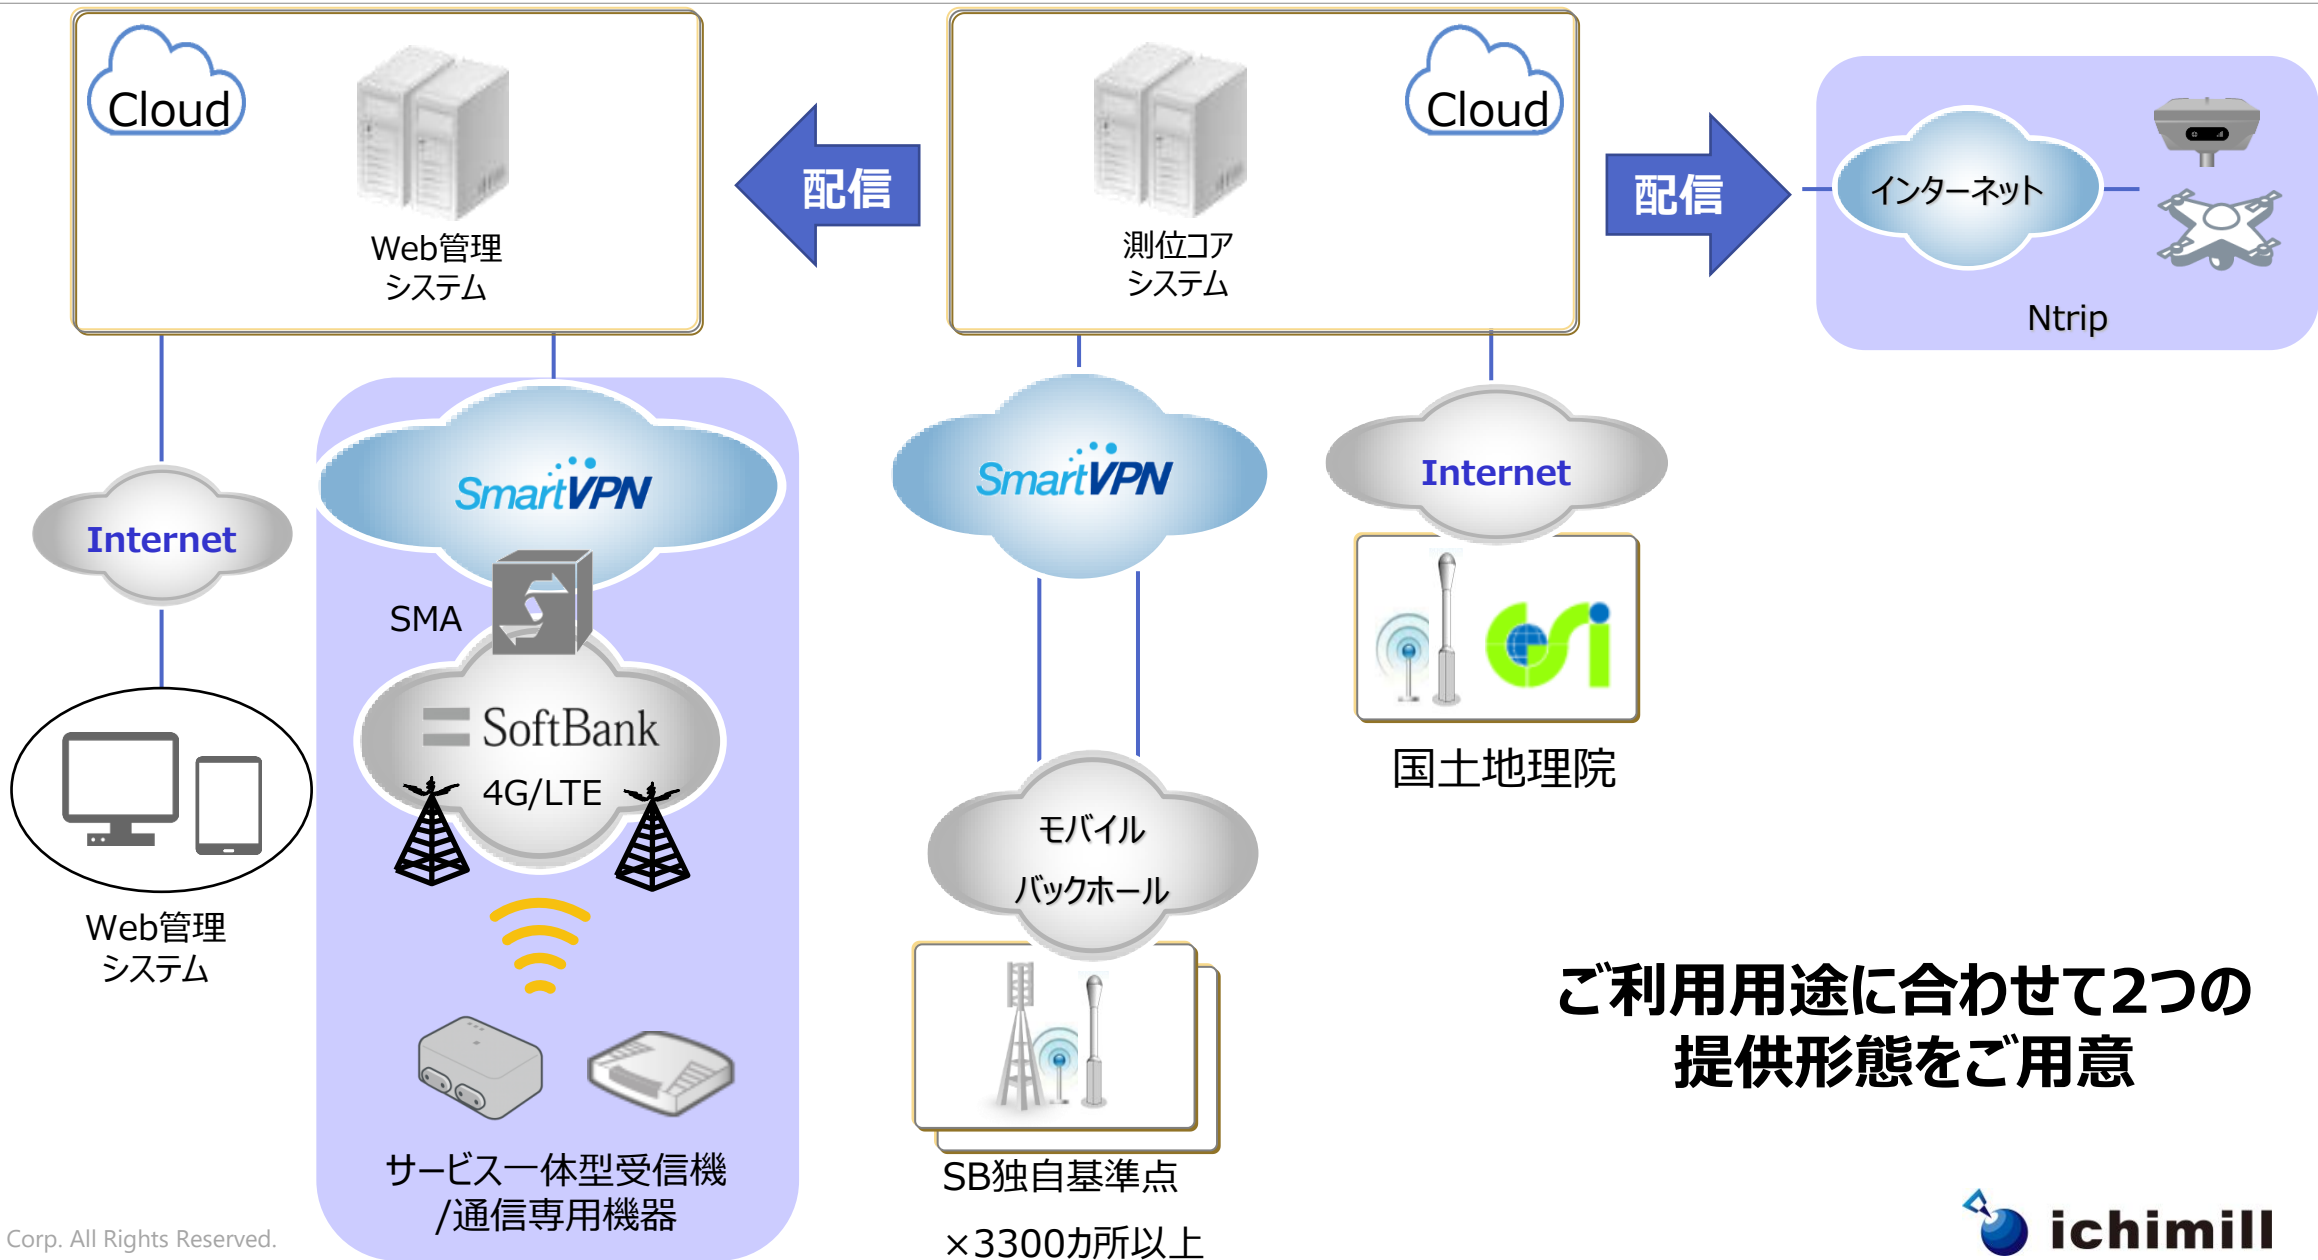 Cloud
Web管理
システム
配信
測位コア
システム
Cloud
配信
インターネット
Ntrip
Internet
SmartVPN
SMA
SoftBank
4G/LTE
Web管理
システム
サービス一体型受信機
/通信専用機器
SmartVPN
モバイル
バックホール
SB独自基準点
×3300カ所以上
Internet
GSi
国土地理院
ご利用用途に合わせて2つの
提供形態をご用意
Corp. All Rights Reserved.
ichimill